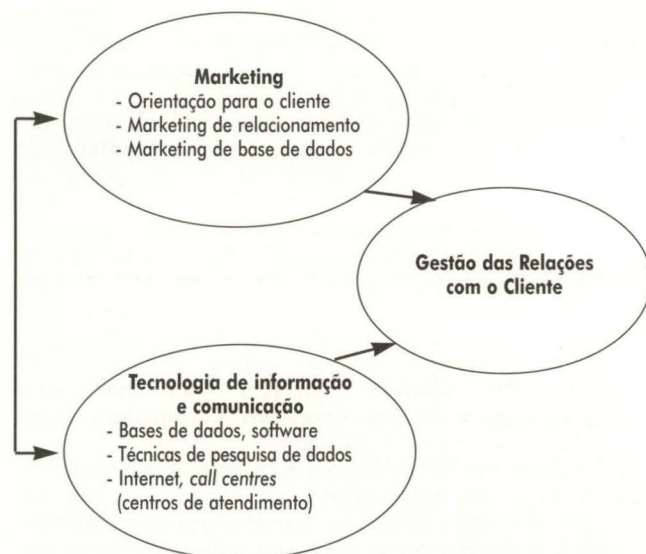 Marketing
- Orientação para o cliente
- Marketing de relacionamento
- Marketing de base de dados
Gestão das Relações
com o Cliente
Tecnologia de informação
e comunicação
- Bases de dados, software
- Técnicas de pesquisa de dados
- Internet, call centres
(centros de atendimento)